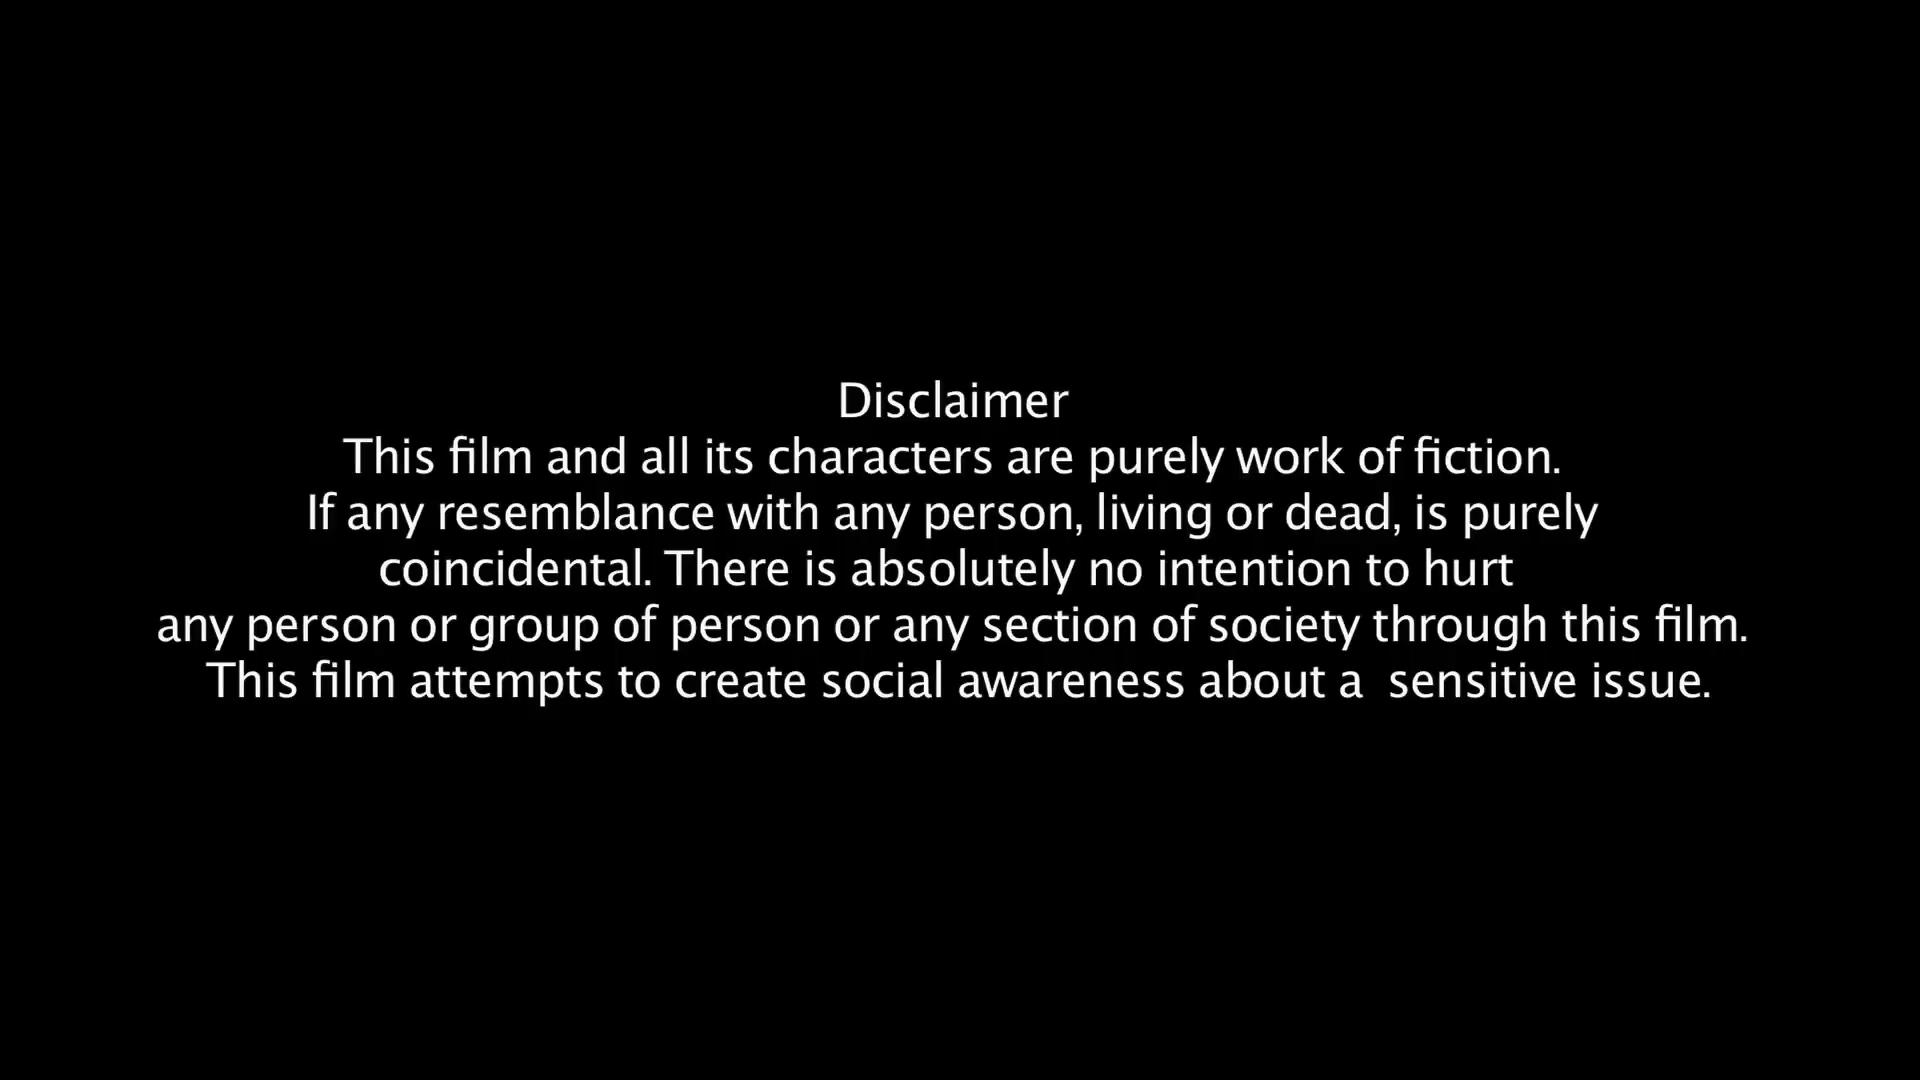 Disclaimer
This film and all its characters are purely work of fiction.
If any resemblance with any person, living or dead, is purely
coincidental. There is absolutely no intention to hurt
any person or group of person or any section of society through this film.
This film attempts to create social awareness about a  sensitive issue.